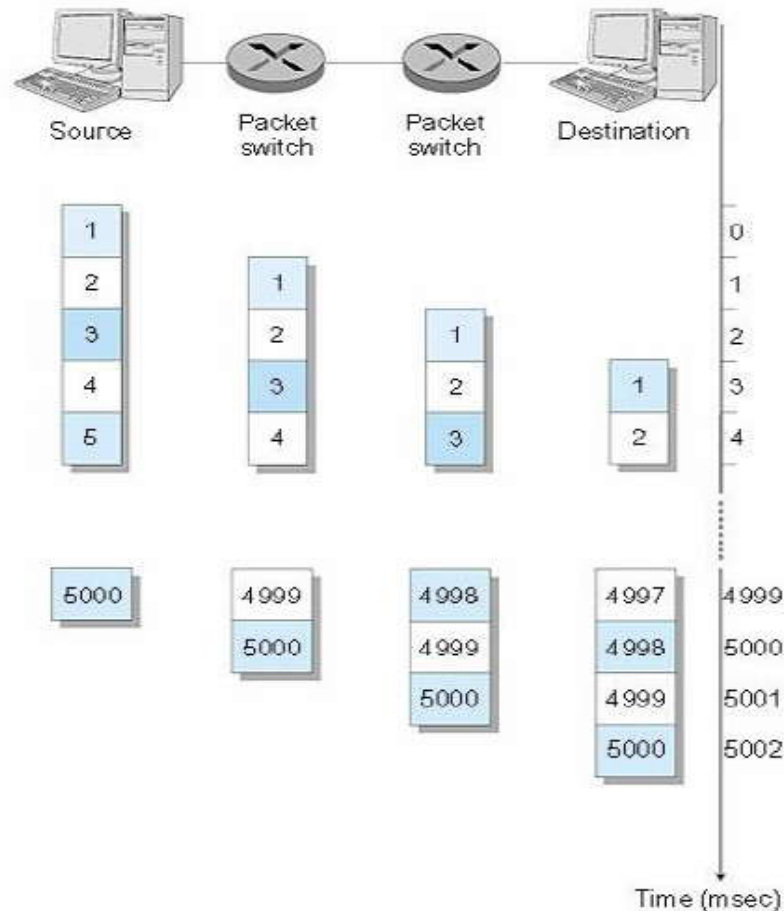 Source
Packet switch
Packet switch
Destination
1 0
2 1 1
3 2 1 2
4 3 2 1 3
5 4 3 2 4
5000 4999 4998 4997 4999
5000 4999 4998 5000
5000 4999 5001
5000 5002
Time (msec)